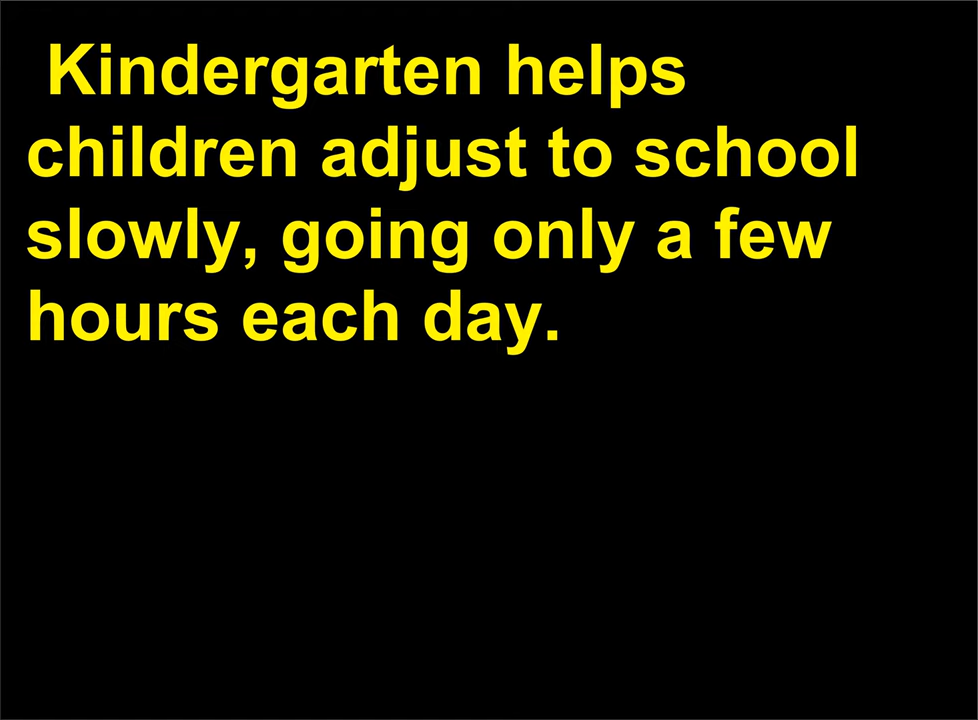 Kindergarten helps
children adjust to school
slowly, going only a few
hours each day.